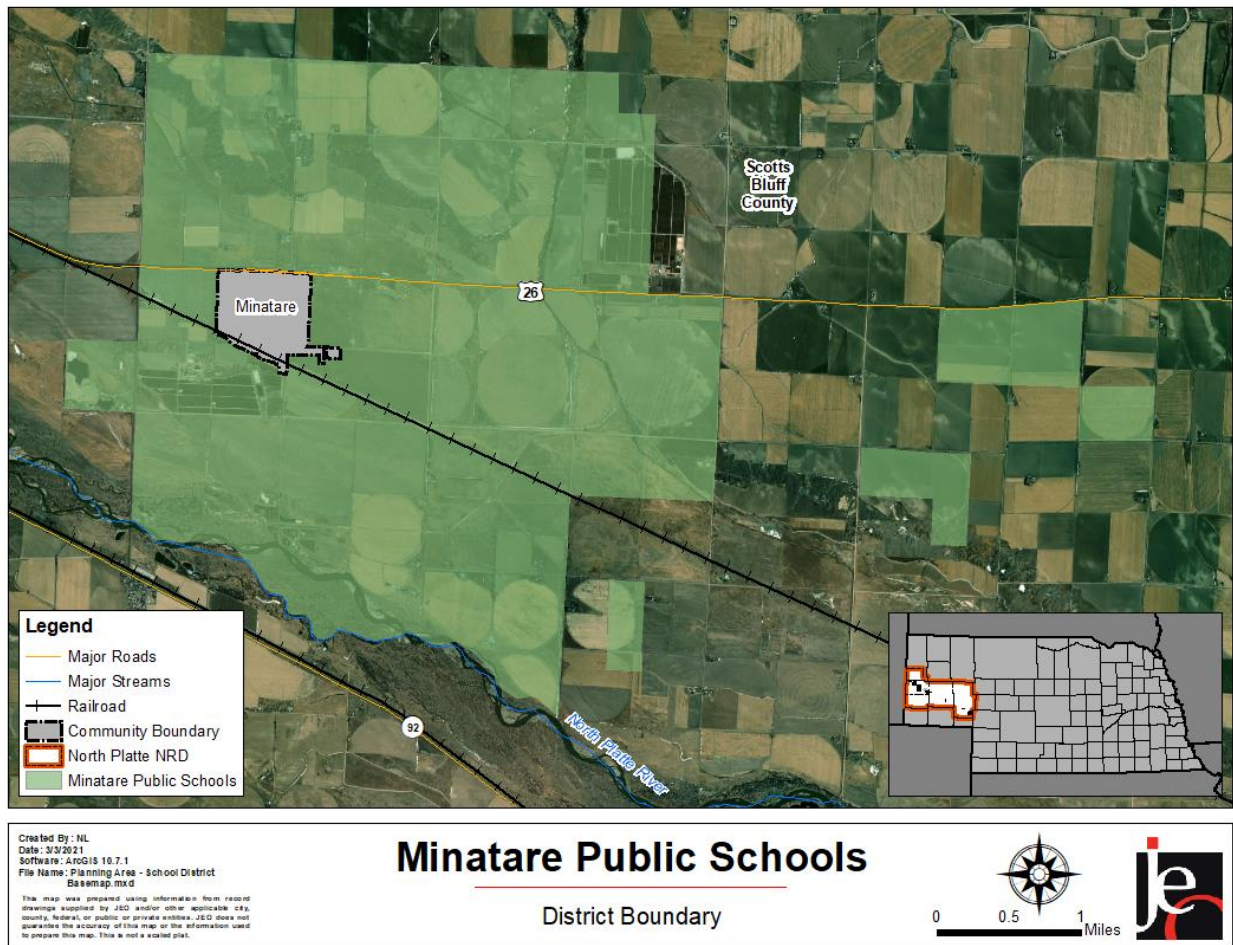 Scotts
Bluff
County
26
Minatare
92
North Platte River
Legend
Major Roads
Major Streams
Railroad
Community Boundary
North Platte NRD
Minatare Public Schools
Created By: NL
Date: 3/3/2021
Software: ArcGIS 10.7.1
File Name: Planning Area - School District
Basemap.mxd
This map was prepared using information from record
drawings supplied by JEO and/or other applicable city,
county, federal, or public or private entities. JEO does not
guarantee the accuracy of this map or the information used
to prepare this map. This is not a scaled plat.
Minatare Public Schools
District Boundary
0 0.5 1
Miles
jeo